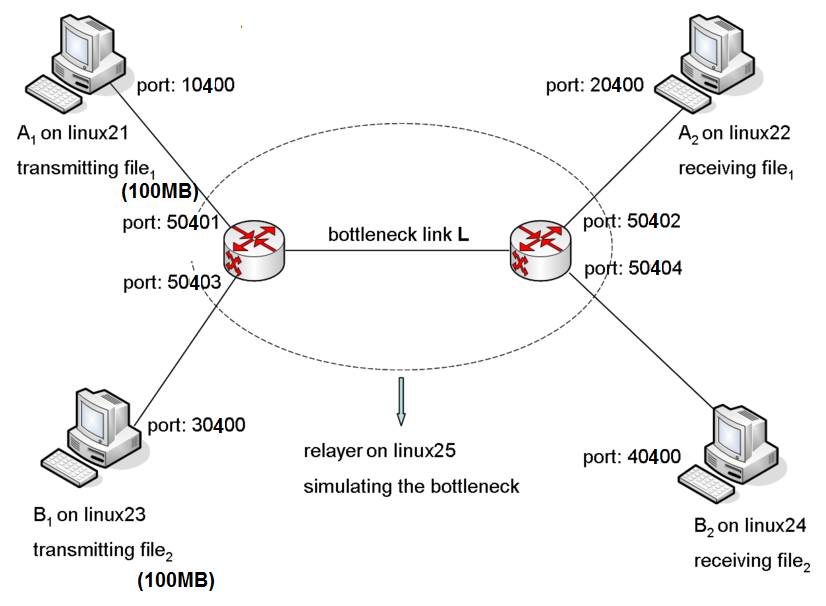 port: 10400
port: 20400
A1 on linux21
transmitting file1
(100MB)
A2 on linux22
receiving file1
port: 50401
port: 50402
bottleneck link L
port: 50403
port: 50404
port: 30400
relayer on linux25
simulating the bottleneck
port: 40400
B1 on linux23
transmitting file2
(100MB)
B2 on linux24
receiving file2